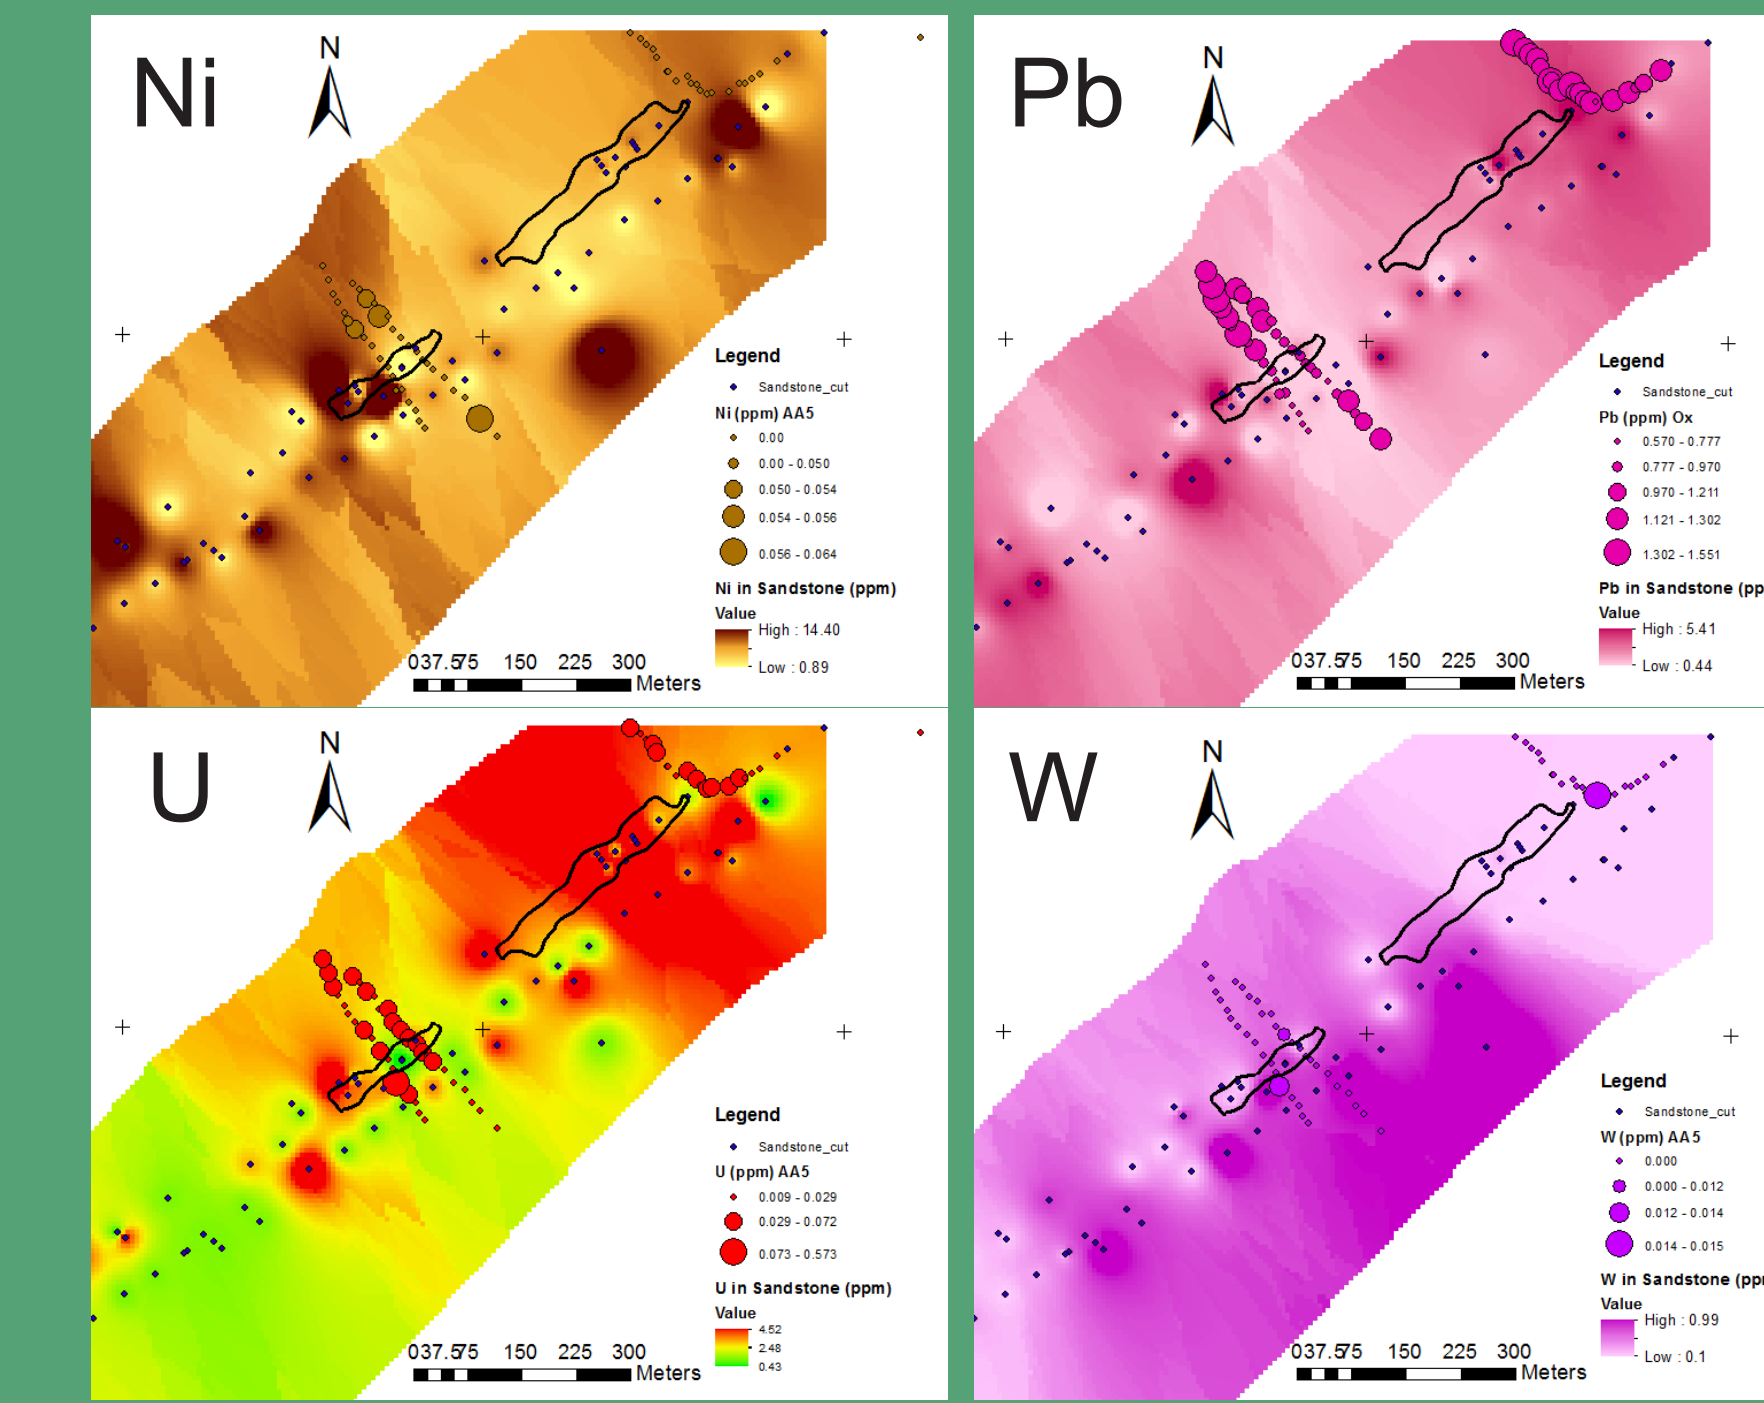 Ni
N
Legend
Sandstone_cut
Ni (ppm) AA5
0.00
0.00 - 0.050
0.050 - 0.054
0.054 - 0.056
0.056 - 0.064
Ni in Sandstone (ppm)
Value
High : 14.40
Low : 0.89
037.575 150 225 300
Meters
Pb
N
Legend
Sandstone_cut
Pb (ppm) Ox
0.570 - 0.777
0.777 - 0.970
0.970 - 1.211
1.121 - 1.302
1.302 - 1.551
Pb in Sandstone (pp
Value
High : 5.41
Low : 0.44
037.575 150 225 300
Meters
U
N
Legend
Sandstone_cut
U (ppm) AA5
0.009 - 0.029
0.029 - 0.072
0.073 - 0.573
U in Sandstone (ppm)
Value
4.52
2.48
0.43
037.575 150 225 300
Meters
W
N
Legend
Sandstone_cut
W (ppm) AA5
0.000
0.000 - 0.012
0.012 - 0.014
0.014 - 0.015
W in Sandstone (pp
Value
High : 0.99
Low : 0.1
037.575 150 225 300
Meters